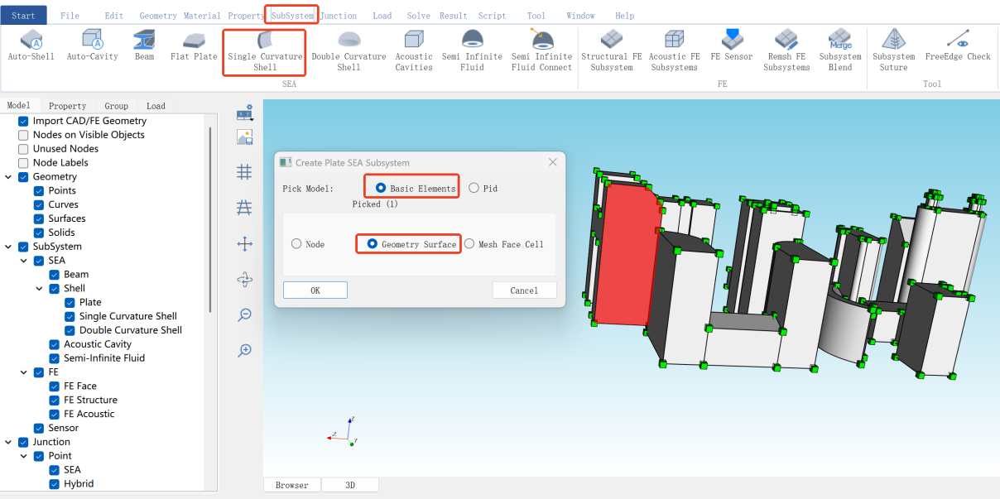 Start File Edit Geometry Material Property SubSystem Junction Load Solve Result Script Tool Window Help
Auto-Shell Auto-Cavity Beam Flat Plate Single Curvature Double Curvature Acoustic Semi Infinite Semi Infinite Structural FE Acoustic FE FE Sensor Remsh FE Subsystem Subsystem FreeEdge Check
Shell Shell Cavities Fluid Fluid Connect Subsystem Subsystems Subsystems Blend Suture
SEA FE Tool
Merge
Model Property Group Load
Import CAD/FE Geometry
Nodes on Visible Objects
Unused Nodes
Node Labels
Geometry
Points
Curves
Surfaces
Solids
SubSystem
SEA
Beam
Shell
Plate
Single Curvature Shell
Double Curvature Shell
Acoustic Cavity
Semi-Infinite Fluid
FE
FE Face
FE Structure
FE Acoustic
Sensor
Junction
Point
SEA
Hybrid
Create Plate SEA Subsystem
Pick Model: Basic Elements Pid
Picked (1)
Node Geometry Surface Mesh Face Cell
OK Cancel
Z
X
Y
Browser 3D